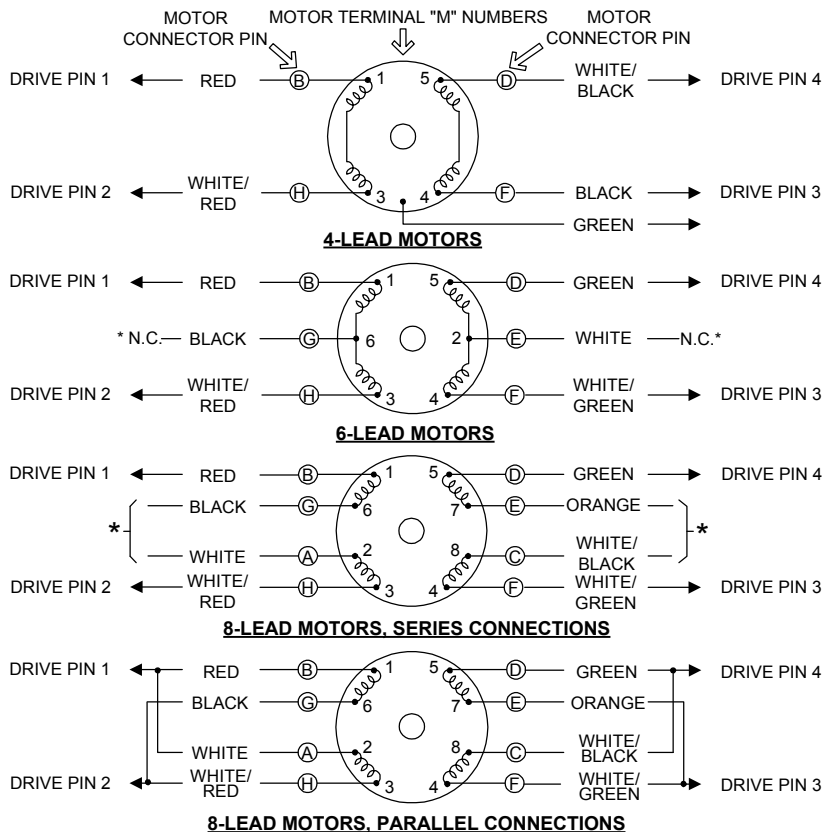 MOTOR CONNECTOR PIN
MOTOR TERMINAL "M" NUMBERS
MOTOR CONNECTOR PIN
DRIVE PIN 1 RED B 1 5 D WHITE/BLACK DRIVE PIN 4
DRIVE PIN 2 WHITE/RED H 3 4 F BLACK DRIVE PIN 3
GREEN
4-LEAD MOTORS
DRIVE PIN 1 RED B 1 5 D GREEN DRIVE PIN 4
* N.C. BLACK G 6 2 E WHITE N.C.*
DRIVE PIN 2 WHITE/RED H 3 4 F WHITE/GREEN DRIVE PIN 3
6-LEAD MOTORS
DRIVE PIN 1 RED B 1 5 D GREEN DRIVE PIN 4
BLACK G 6 7 E ORANGE
* *
WHITE A 2 8 C WHITE/BLACK
DRIVE PIN 2 WHITE/RED H 3 4 F WHITE/GREEN DRIVE PIN 3
8-LEAD MOTORS, SERIES CONNECTIONS
DRIVE PIN 1 RED B 1 5 D GREEN DRIVE PIN 4
BLACK G 6 7 E ORANGE
WHITE A 2 8 C WHITE/BLACK
DRIVE PIN 2 WHITE/RED H 3 4 F WHITE/GREEN DRIVE PIN 3
8-LEAD MOTORS, PARALLEL CONNECTIONS